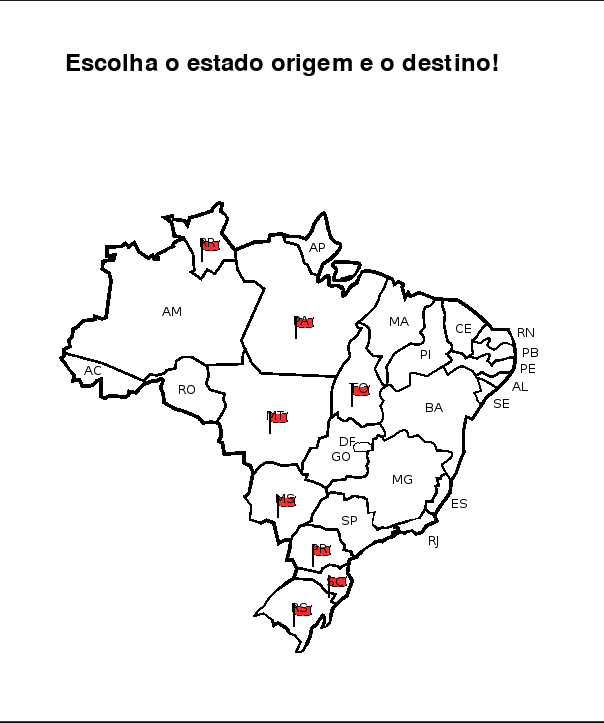 Escolha o estado origem e o destino!
RR
AP
AM
PA
MA
CE
RN
PB
PE
AL
SE
PI
AC
RO
TO
BA
MT
DF
GO
MG
MS
ES
SP
RJ
PR
SC
RS